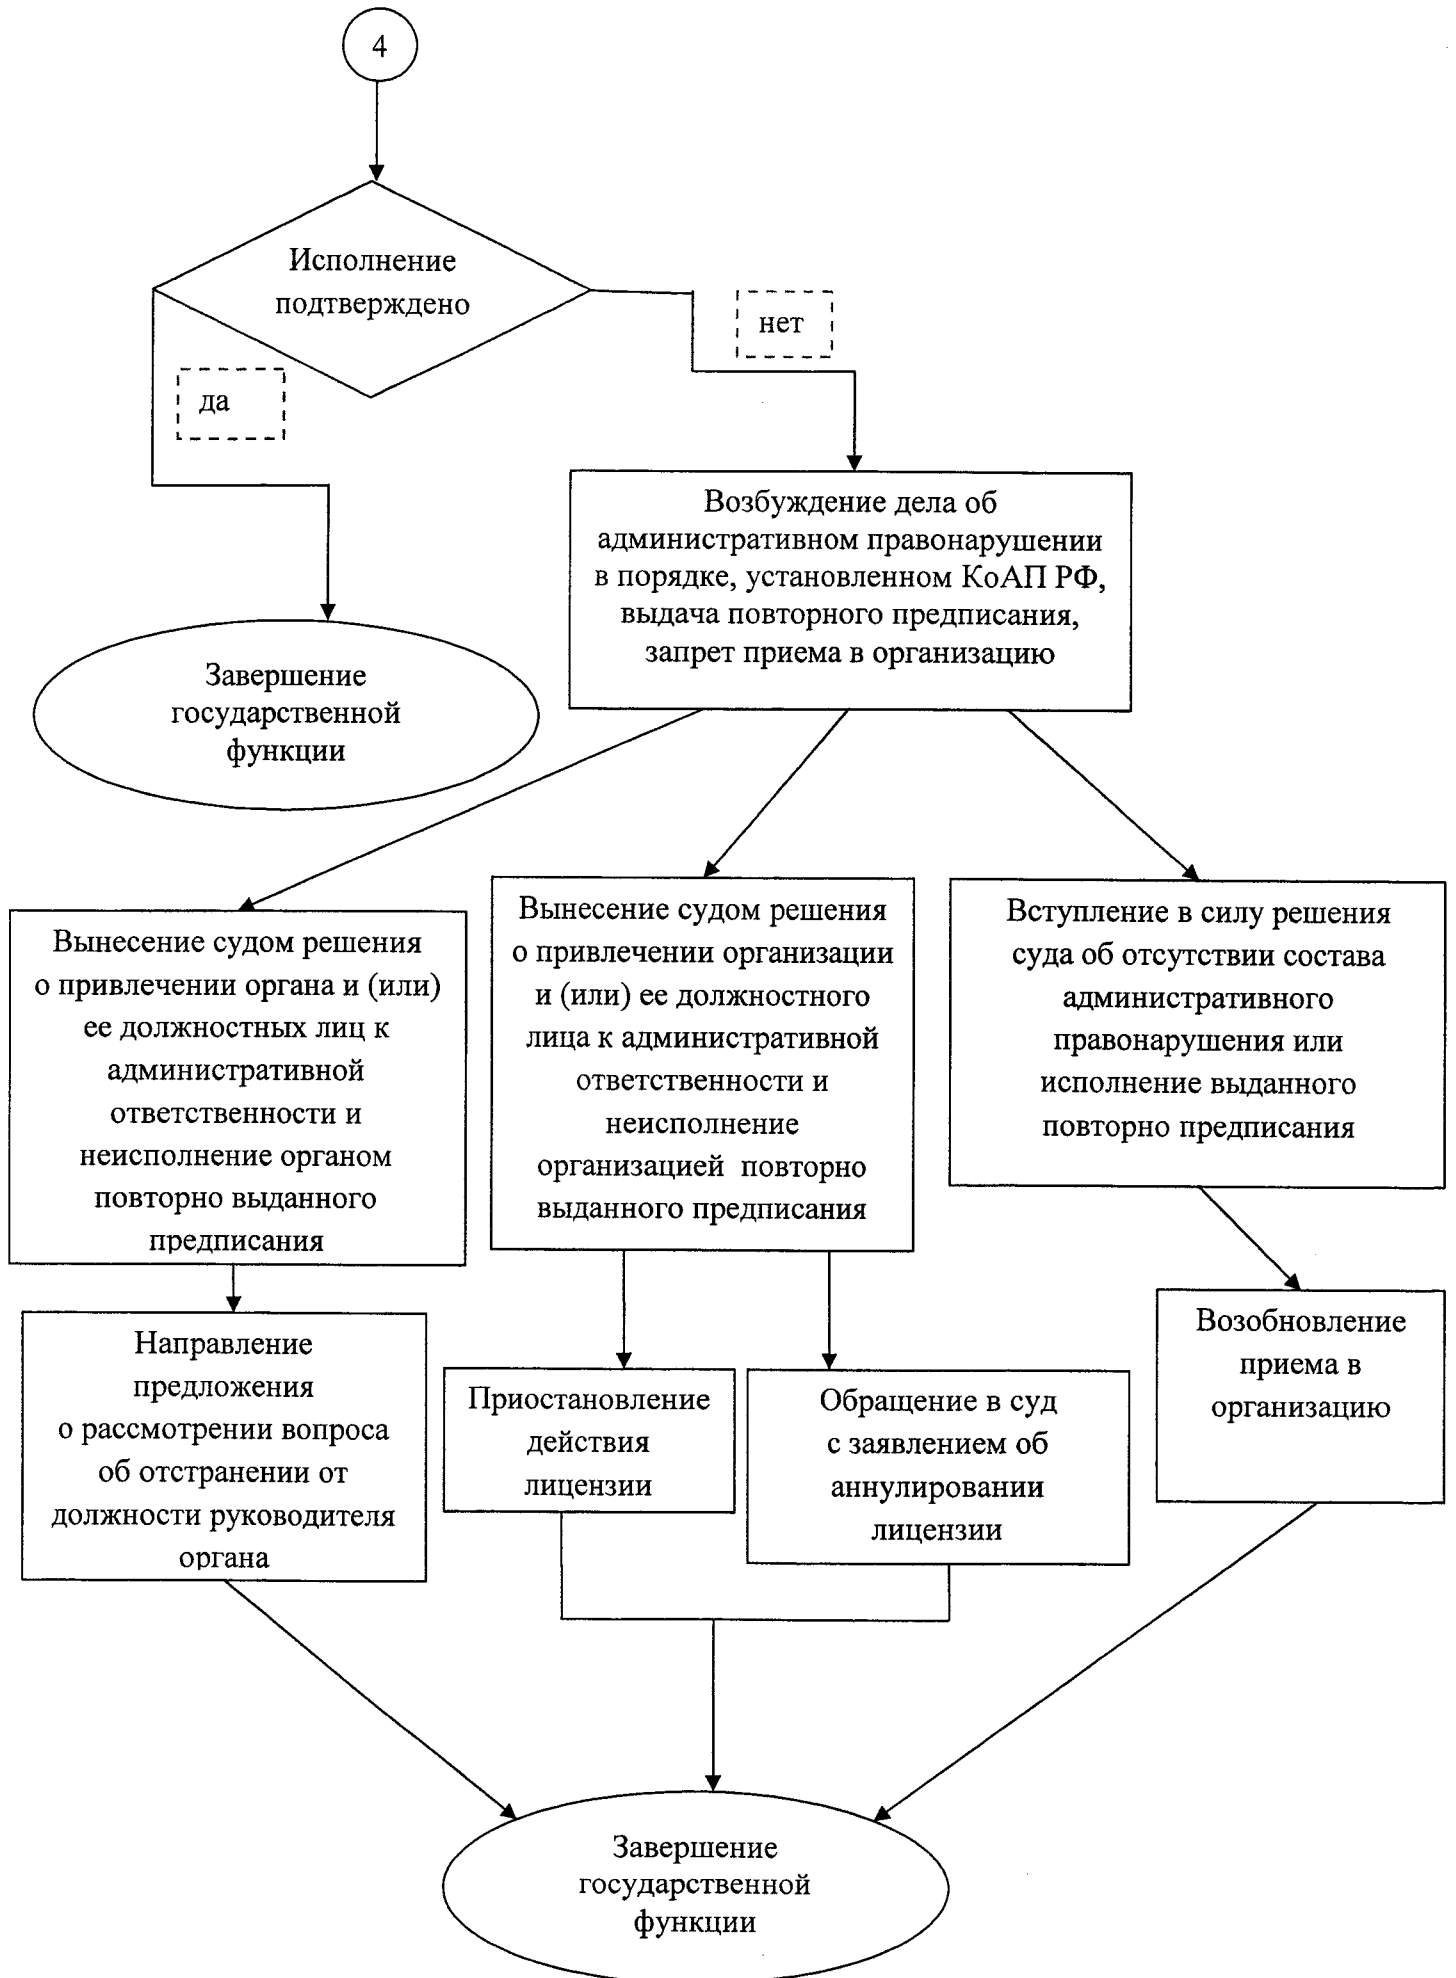 4
Исполнение
подтверждено
нет
да
Возбуждение дела об
административном правонарушении
в порядке, установленном КоАП РФ,
выдача повторного предписания,
запрет приема в организацию
Завершение
государственной
функции
Вынесение судом решения
о привлечении органа и (или)
ее должностных лиц к
административной
ответственности и
неисполнение органом
повторно выданного
предписания
Вынесение судом решения
о привлечении организации
и (или) ее должностного
лица к административной
ответственности и
неисполнение
организацией повторно
выданного предписания
Вступление в силу решения
суда об отсутствии состава
административного
правонарушения или
исполнение выданного
повторно предписания
Направление
предложения
о рассмотрении вопроса
об отстранении от
должности руководителя
органа
Приостановление
действия
лицензии
Обращение в суд
с заявлением об
аннулировании
лицензии
Возобновление
приема в
организацию
Завершение
государственной
функции